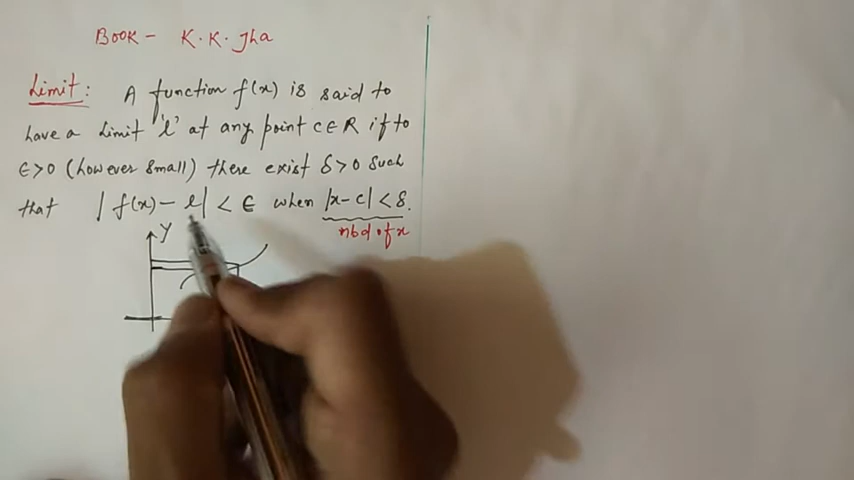 Book - K.K. Jha
Limit: A function f(x) is said to
have a limit 'l' at any point c∈R if to
∈>0 (however small) there exist δ>0 such
that |f(x) - l| < ∈ when |x-c| < δ.
nbd of x
y